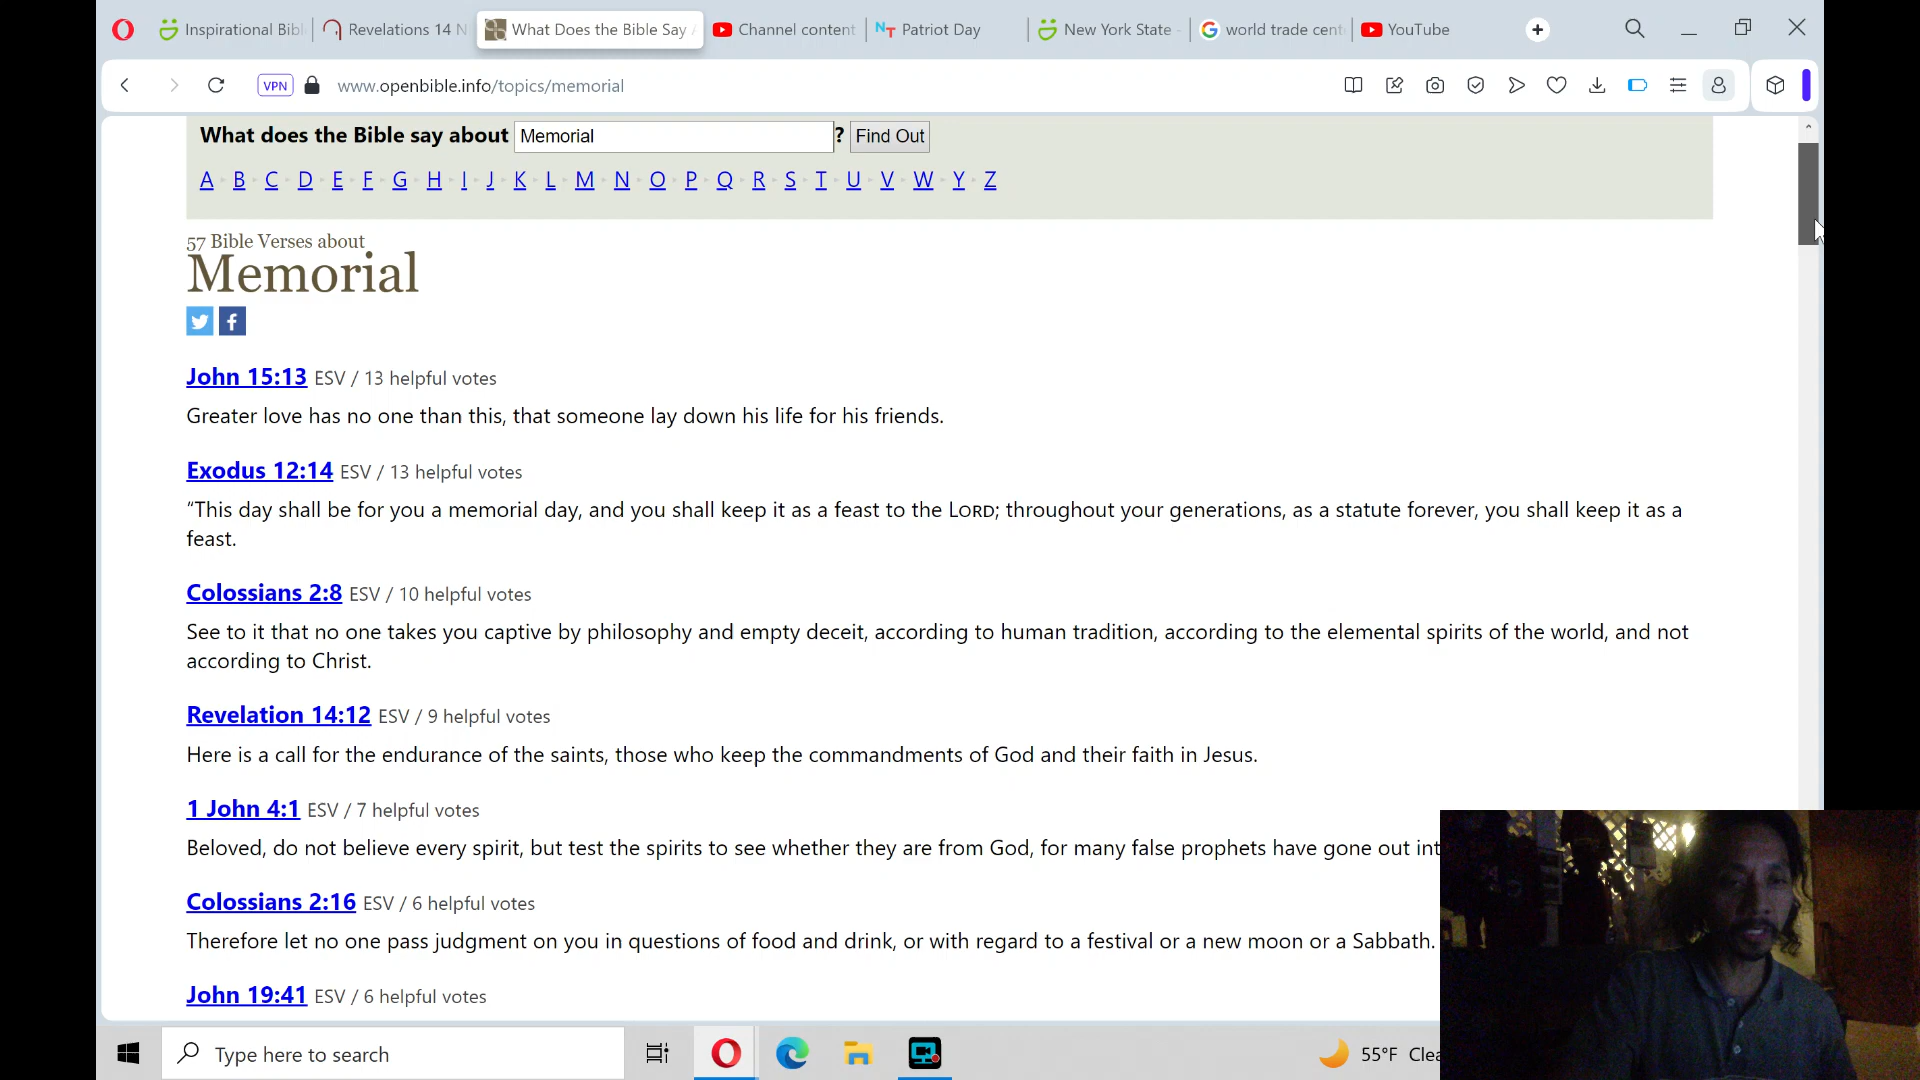 Inspirational Bib
Revelations 14 N
What Does the Bible Say A
Channel content
Patriot Day
New York State -
world trade cent
YouTube
VPN
www.openbible.info/topics/memorial
What does the Bible say about Memorial ? Find Out
A B C D E F G H I J K L M N O P Q R S T U V W Y Z
57 Bible Verses about
Memorial
John 15:13 ESV / 13 helpful votes
Greater love has no one than this, that someone lay down his life for his friends.
Exodus 12:14 ESV / 13 helpful votes
“This day shall be for you a memorial day, and you shall keep it as a feast to the LORD; throughout your generations, as a statute forever, you shall keep it as a
feast.
Colossians 2:8 ESV / 10 helpful votes
See to it that no one takes you captive by philosophy and empty deceit, according to human tradition, according to the elemental spirits of the world, and not
according to Christ.
Revelation 14:12 ESV / 9 helpful votes
Here is a call for the endurance of the saints, those who keep the commandments of God and their faith in Jesus.
1 John 4:1 ESV / 7 helpful votes
Beloved, do not believe every spirit, but test the spirits to see whether they are from God, for many false prophets have gone out int
Colossians 2:16 ESV / 6 helpful votes
Therefore let no one pass judgment on you in questions of food and drink, or with regard to a festival or a new moon or a Sabbath.
John 19:41 ESV / 6 helpful votes
Type here to search
55°F Clea